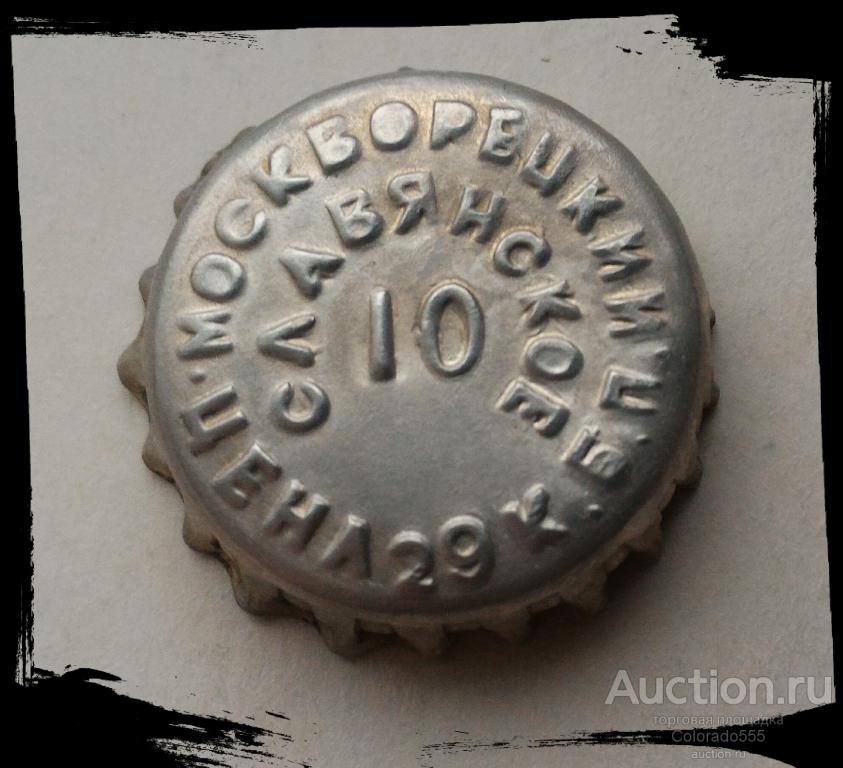 МОСКВОРЕЦКИЙ·П.Б.
ЦЕНА 29 К.
СЛАВЯНСКОЕ
10
Auction.ru
торговая площадка
Colorado555
auction.ru